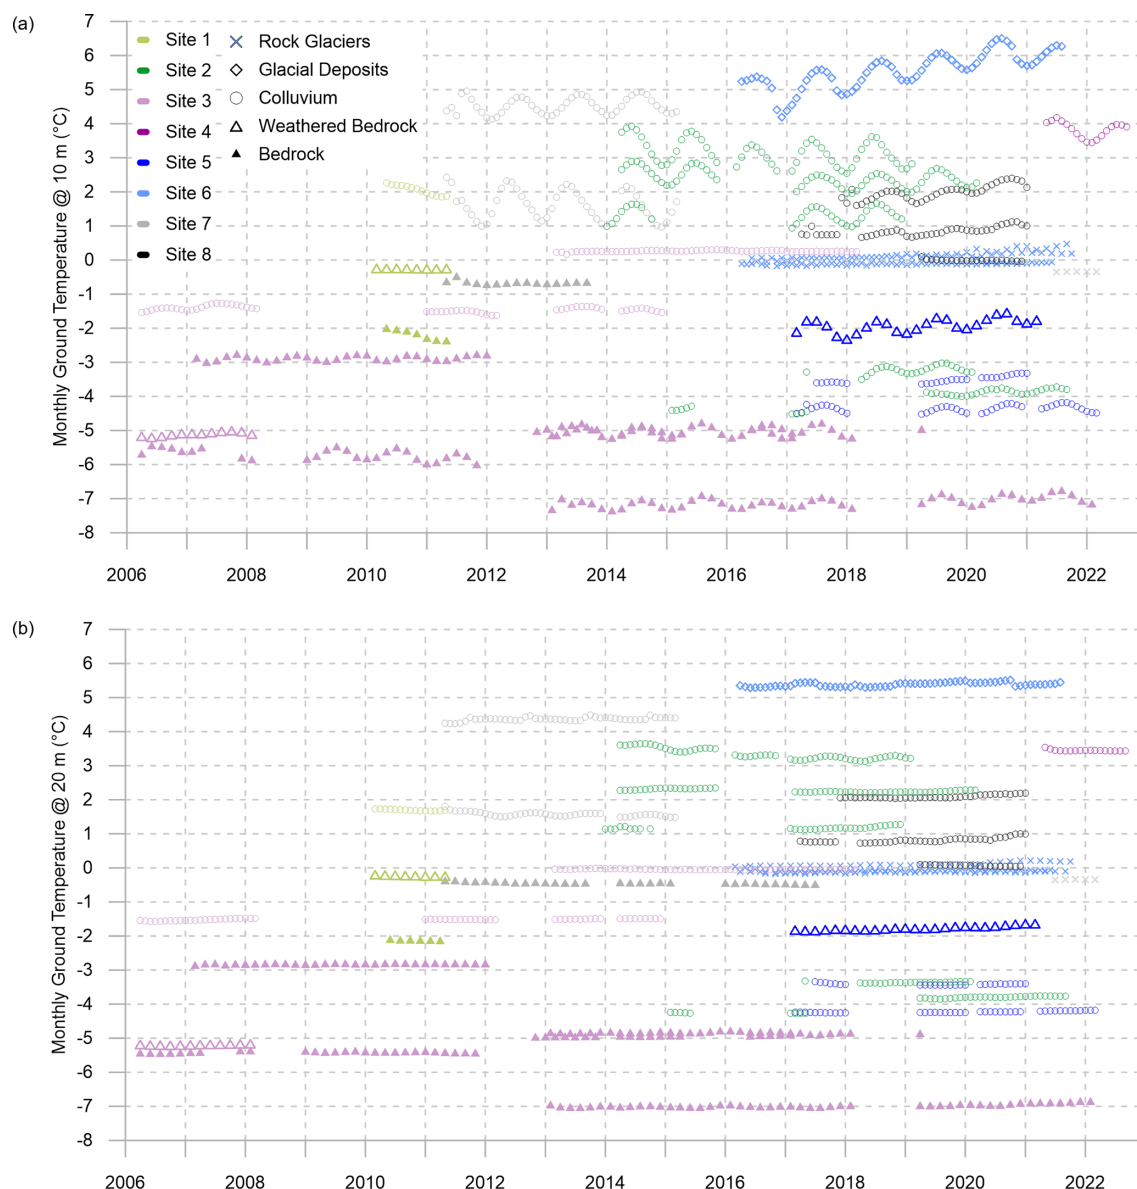 (a)
Monthly Ground Temperature @ 10 m (°C)
7
6
5
4
3
2
1
0
-1
-2
-3
-4
-5
-6
-7
-8
Site 1
Site 2
Site 3
Site 4
Site 5
Site 6
Site 7
Site 8
Rock Glaciers
Glacial Deposits
Colluvium
Weathered Bedrock
Bedrock
2006 2008 2010 2012 2014 2016 2018 2020 2022
(b)
Monthly Ground Temperature @ 20 m (°C)
7
6
5
4
3
2
1
0
-1
-2
-3
-4
-5
-6
-7
-8
2006 2008 2010 2012 2014 2016 2018 2020 2022